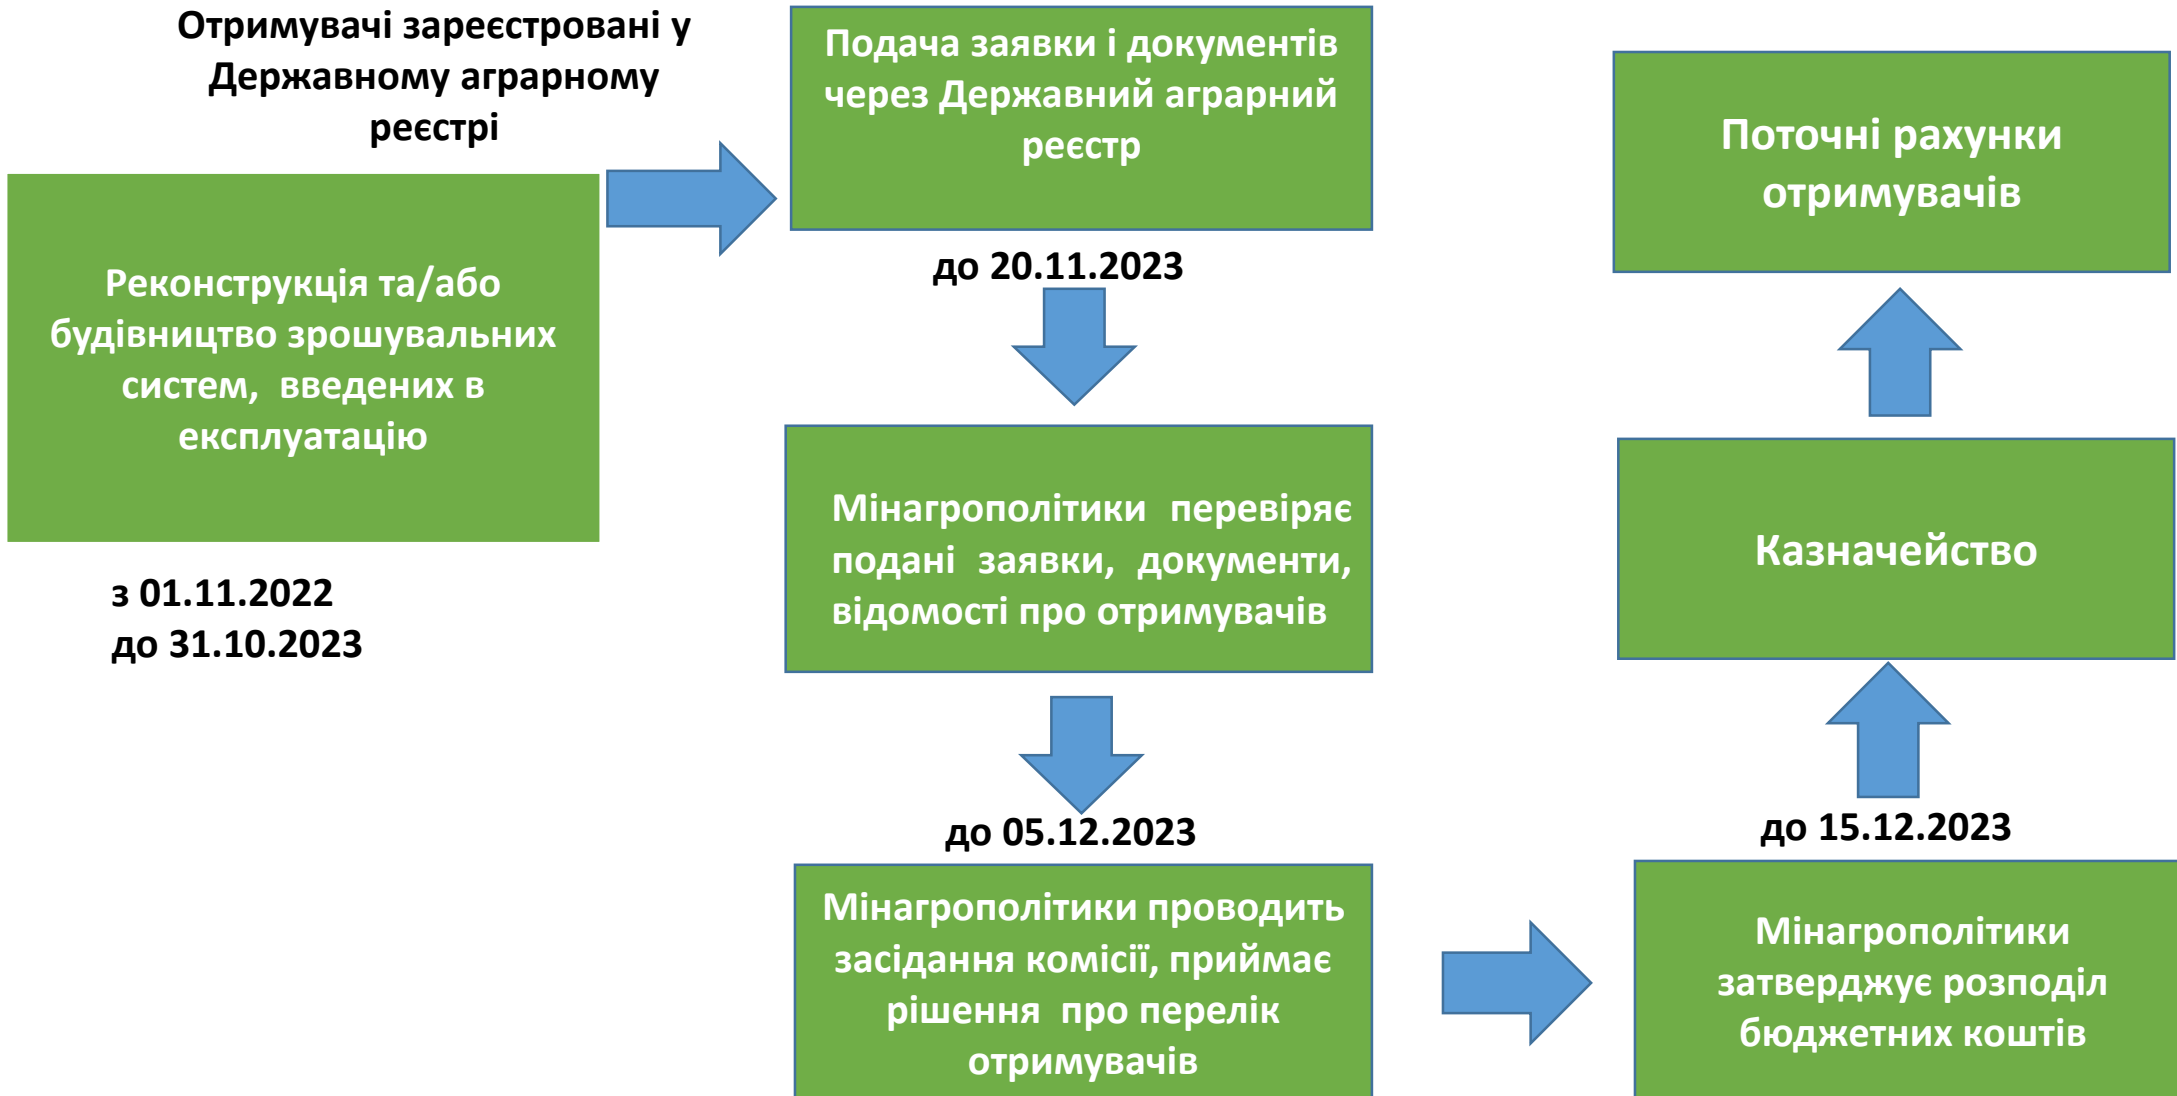 Отримувачі зареєстровані у
Державному аграрному
реєстрі
Реконструкція та/або
будівництво зрошувальних
систем, введених в
експлуатацію
з 01.11.2022
до 31.10.2023
Подача заявки і документів
через Державний аграрний
реєстр
до 20.11.2023
Мінагрополітики перевіряє
подані заявки, документи,
відомості про отримувачів
до 05.12.2023
Мінагрополітики проводить
засідання комісії, приймає
рішення про перелік
отримувачів
Мінагрополітики
затверджує розподіл
бюджетних коштів
до 15.12.2023
Казначейство
Поточні рахунки
отримувачів